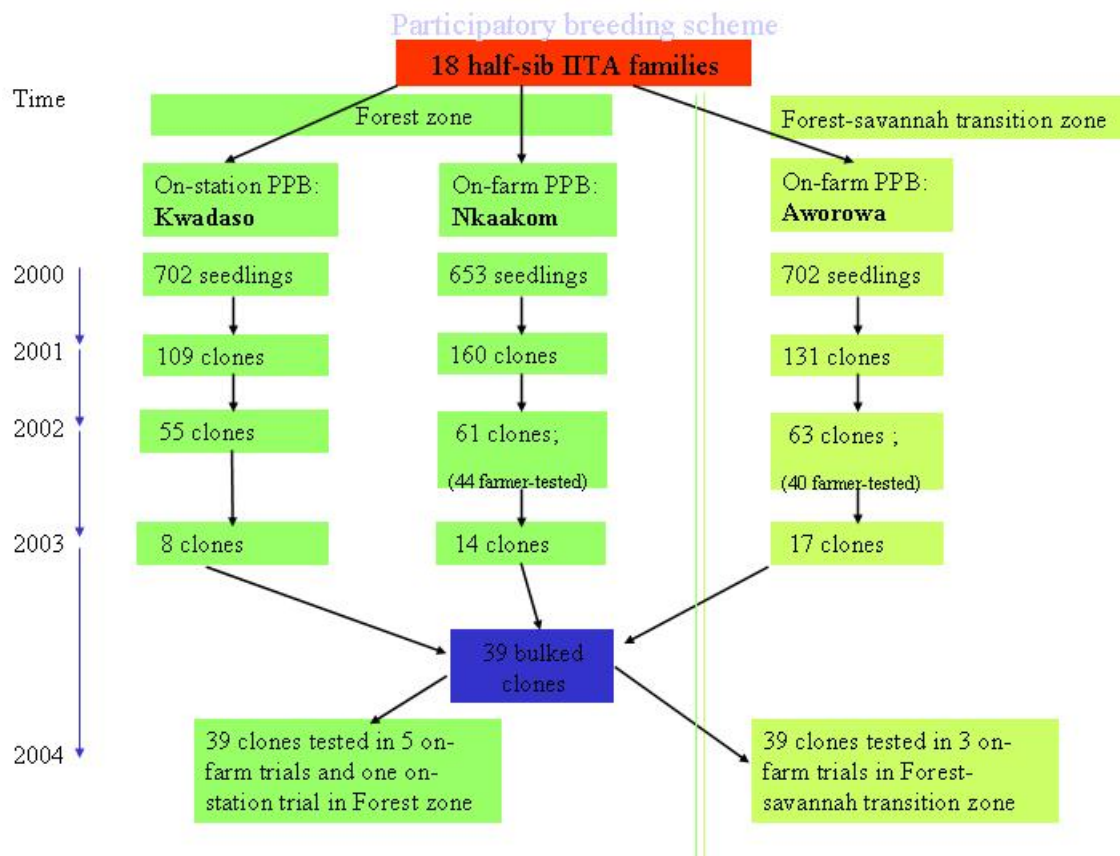 Participatory breeding scheme
18 half-sib IITA families
Time
Forest zone
Forest-savannah transition zone
On-station PPB:
Kwadaso
On-farm PPB:
Nkaakom
On-farm PPB:
Aworowa
2000
702 seedlings
653 seedlings
702 seedlings
2001
109 clones
160 clones
131 clones
2002
55 clones
61 clones;
(44 farmer-tested)
63 clones ;
(40 farmer-tested)
2003
8 clones
14 clones
17 clones
39 bulked
clones
2004
39 clones tested in 5 on-
farm trials and one on-
station trial in Forest zone
39 clones tested in 3 on-
farm trials in Forest-
savannah transition zone